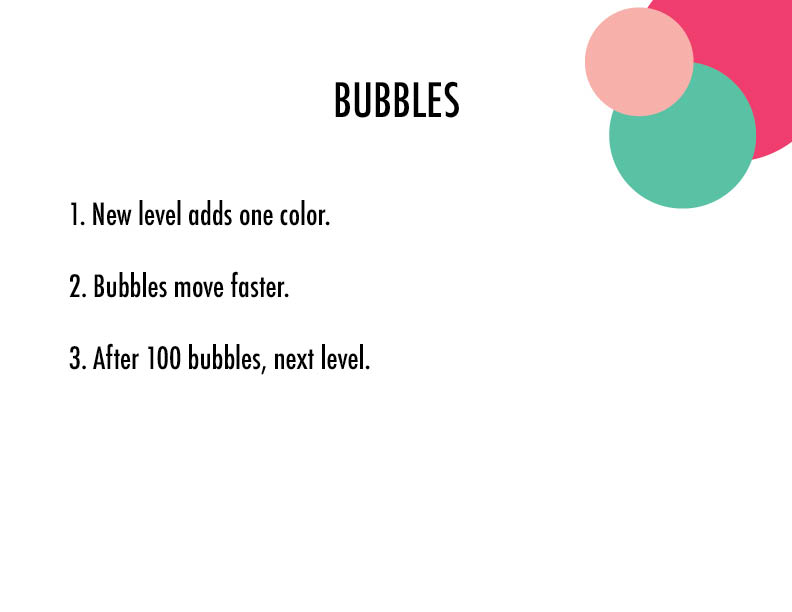 BUBBLES
1. New level adds one color.
2. Bubbles move faster.
3. After 100 bubbles, next level.